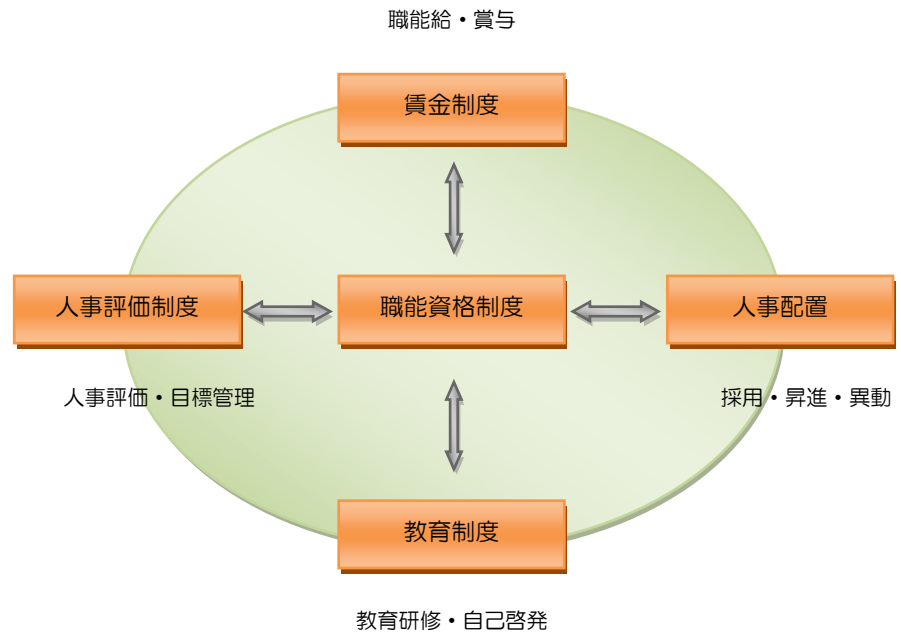 職能給・賞与
賃金制度
人事評価制度
職能資格制度
人事配置
人事評価・目標管理
採用・昇進・異動
教育制度
教育研修・自己啓発